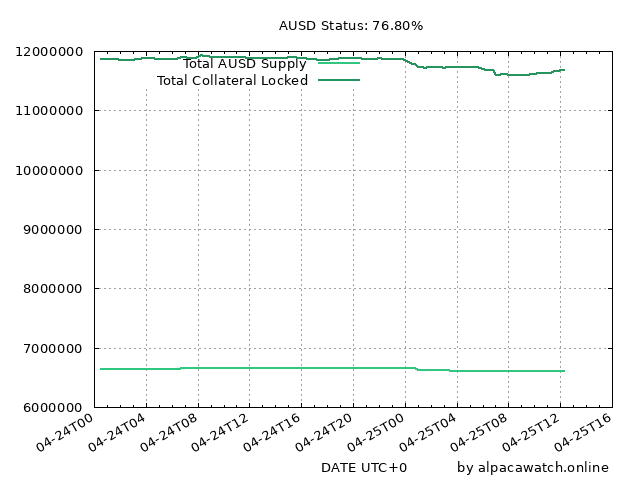 AUSD Status: 76.80%
12000000
Total AUSD Supply
Total Collateral Locked
11000000
10000000
9000000
8000000
7000000
6000000
04-24T00 04-24T04 04-24T08 04-24T12 04-24T16 04-24T20 04-25T00 04-25T04 04-25T08 04-25T12 04-25T16
DATE UTC+0 by alpacawatch.online